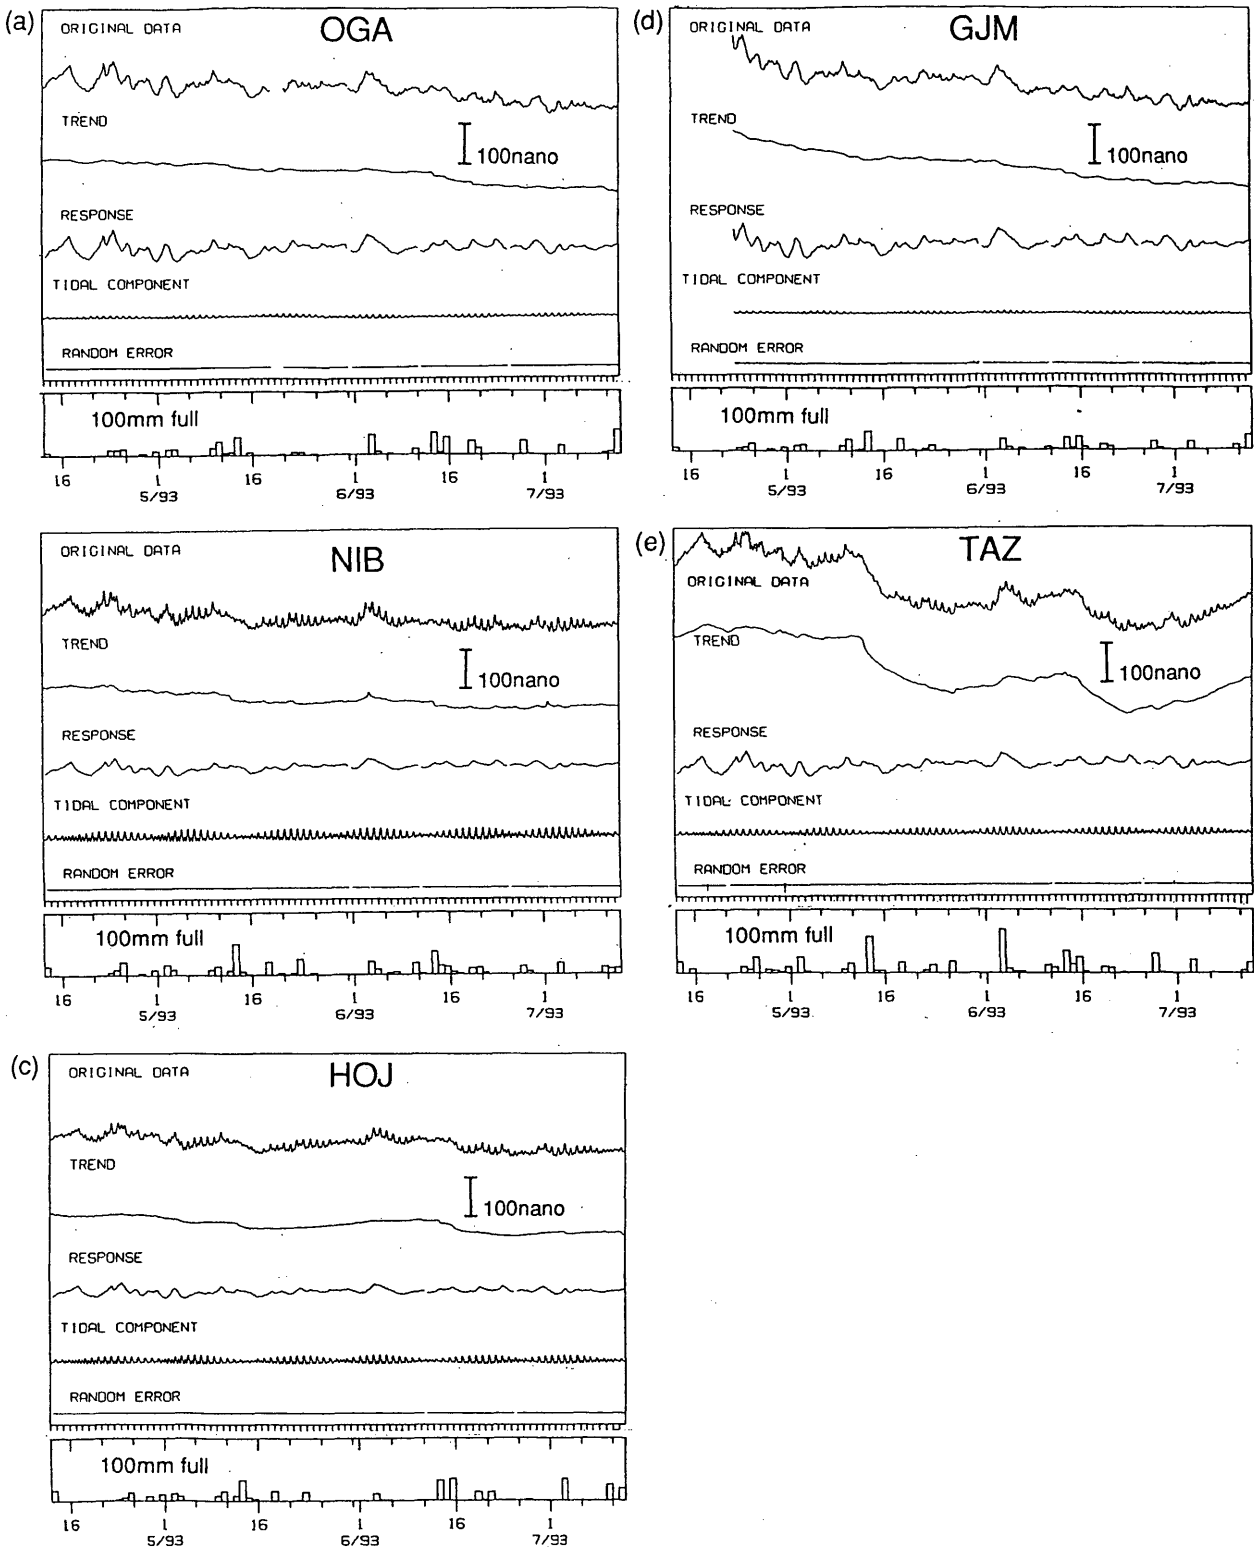 (a)
ORIGINAL DATA
OGA
TREND
100nano
RESPONSE
TIDAL COMPONENT
RANDOM ERROR
100mm full
16 1 16 1 16 1
5/93 6/93 7/93
(d)
ORIGINAL DATA
GJM
TREND
100nano
RESPONSE
TIDAL COMPONENT
RANDOM ERROR
100mm full
16 1 16 1 16 1
5/93 6/93 7/93
ORIGINAL DATA
NIB
TREND
100nano
RESPONSE
TIDAL COMPONENT
RANDOM ERROR
100mm full
16 1 16 1 16 1
5/93 6/93 7/93
(e)
TAZ
ORIGINAL DATA
TREND
100nano
RESPONSE
TIDAL COMPONENT
RANDOM ERROR
100mm full
16 1 16 1 16 1
5/93 6/93 7/93
(c)
ORIGINAL DATA
HOJ
TREND
100nano
RESPONSE
TIDAL COMPONENT
RANDOM ERROR
100mm full
16 1 16 1 16 1
5/93 6/93 7/93